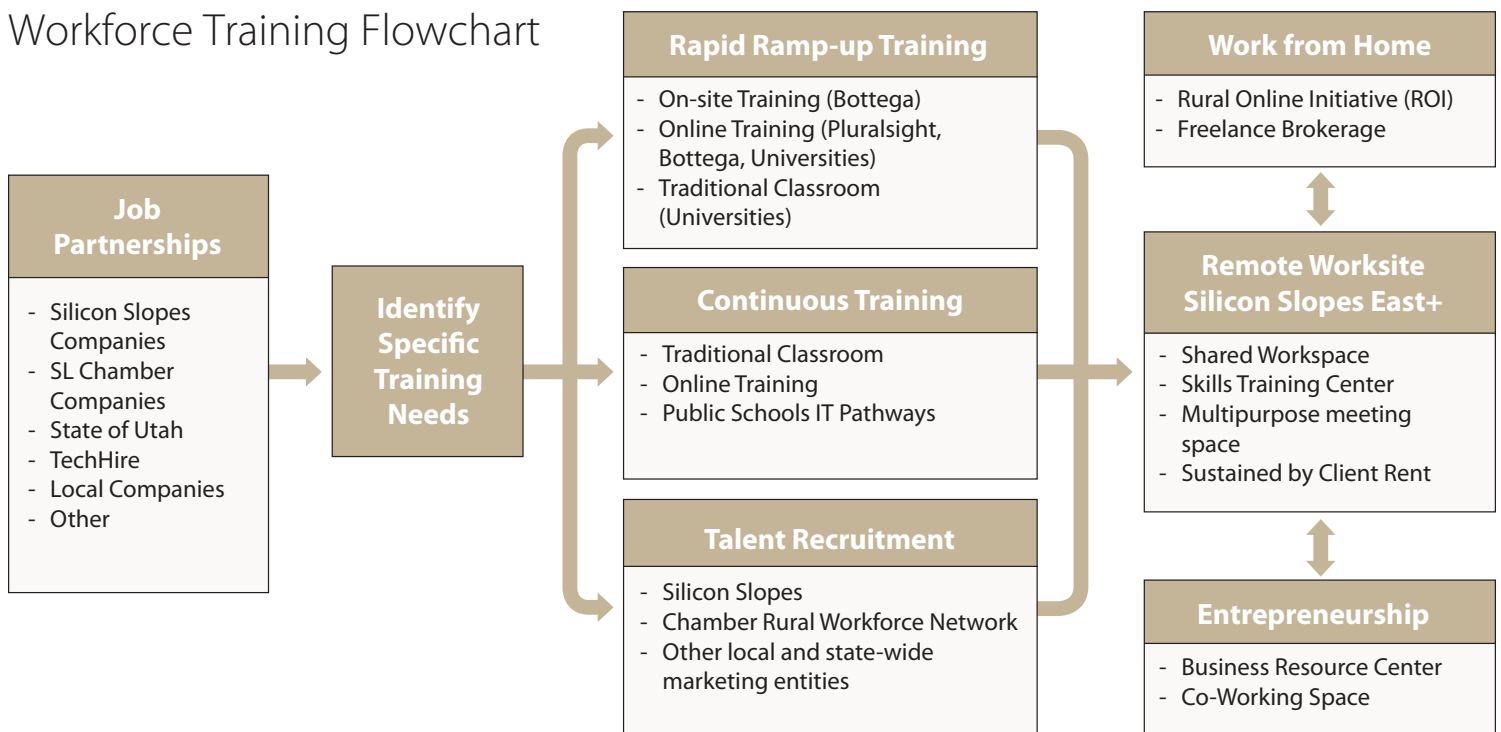 Workforce Training Flowchart
Job
Partnerships
- Silicon Slopes
Companies
- SL Chamber
Companies
- State of Utah
- TechHire
- Local Companies
- Other
Identify
Specific
Training
Needs
Rapid Ramp-up Training
- On-site Training (Bottega)
- Online Training (Pluralsight,
Bottega, Universities)
- Traditional Classroom
(Universities)
Continuous Training
- Traditional Classroom
- Online Training
- Public Schools IT Pathways
Talent Recruitment
- Silicon Slopes
- Chamber Rural Workforce Network
- Other local and state-wide
marketing entities
Work from Home
- Rural Online Initiative (ROI)
- Freelance Brokerage
Remote Worksite
Silicon Slopes East+
- Shared Workspace
- Skills Training Center
- Multipurpose meeting
space
- Sustained by Client Rent
Entrepreneurship
- Business Resource Center
- Co-Working Space